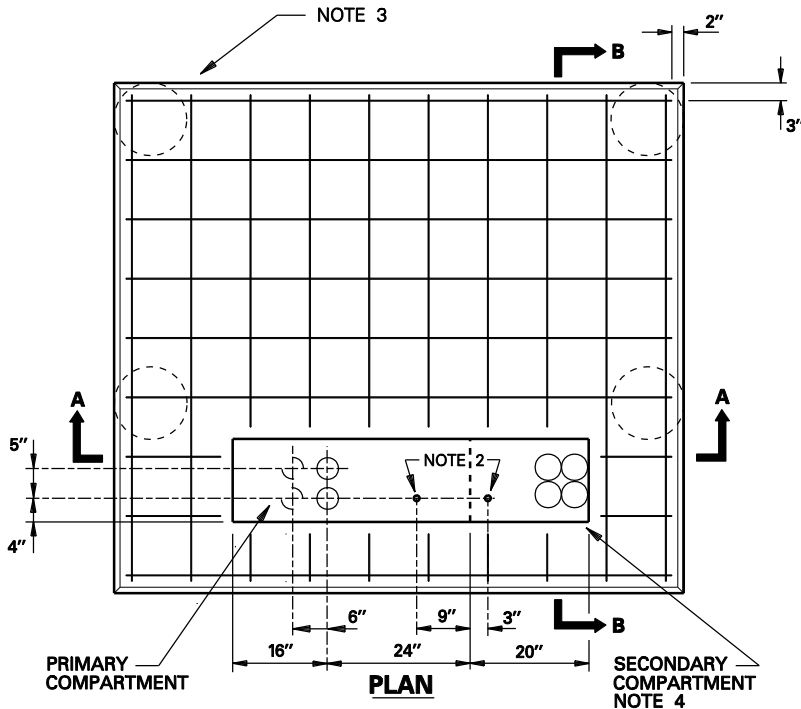 NOTE 3
B
2″
3″
A
A
5″
NOTE 2
4″
6″
9″
3″
B
16″
24″
20″
PRIMARY
COMPARTMENT
PLAN
SECONDARY
COMPARTMENT
NOTE 4